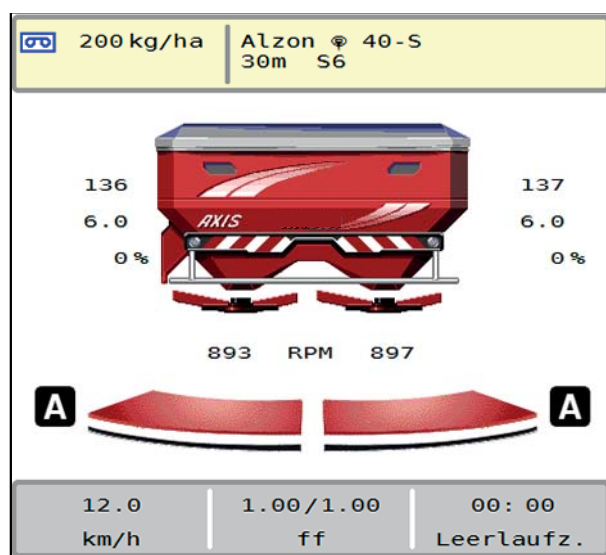 200 kg/ha
Alzon 40-S
30m S6
136
137
6.0
6.0
0 %
0 %
AXIS
893 RPM 897
A
A
12.0
1.00/1.00
00: 00
km/h
ff
Leerlaufz.